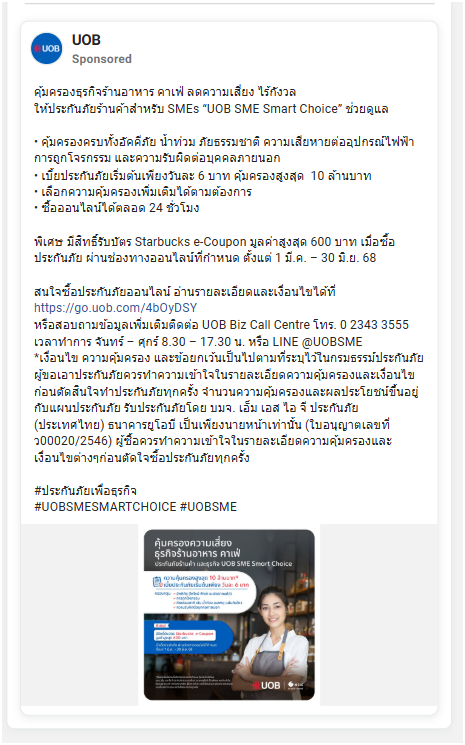 UOB
UOB
Sponsored
คุ้มครองธุรกิจร้านอาหาร คาเฟ่ ลดความเสี่ยง ไร้กังวล
ให้ประกันภัยร้านค้าสำหรับ SMEs “UOB SME Smart Choice” ช่วยดูแล
• คุ้มครองครบทั้งอัคคีภัย น้ำท่วม ภัยธรรมชาติ ความเสียหายต่ออุปกรณ์ไฟฟ้า
การถูกโจรกรรม และความรับผิดต่อบุคคลภายนอก
• เบี้ยประกันภัยเริ่มต้นเพียงวันละ 6 บาท คุ้มครองสูงสุด 10 ล้านบาท
• เลือกความคุ้มครองเพิ่มเติมได้ตามต้องการ
• ซื้อออนไลน์ได้ตลอด 24 ชั่วโมง
พิเศษ มีสิทธิ์รับบัตร Starbucks e-Coupon มูลค่าสูงสุด 600 บาท เมื่อซื้อ
ประกันภัย ผ่านช่องทางออนไลน์ที่กำหนด ตั้งแต่ 1 มี.ค. – 30 มิ.ย. 68
สนใจซื้อประกันภัยออนไลน์ อ่านรายละเอียดและเงื่อนไขได้ที่
https://go.uob.com/4bOyDSY
หรือสอบถามข้อมูลเพิ่มเติมติดต่อ UOB Biz Call Centre โทร. 0 2343 3555
เวลาทำการ จันทร์ – ศุกร์ 8.30 – 17.30 น. หรือ LINE @UOBSME
*เงื่อนไข ความคุ้มครอง และข้อยกเว้นเป็นไปตามที่ระบุไว้ในกรมธรรม์ประกันภัย
ผู้ขอเอาประกันภัยควรทำความเข้าใจในรายละเอียดความคุ้มครองและเงื่อนไข
ก่อนตัดสินใจทำประกันภัยทุกครั้ง จำนวนความคุ้มครองและผลประโยชน์ขึ้นอยู่
กับแผนประกันภัย รับประกันภัยโดย บมจ. เอ็ม เอส ไอ จี ประกันภัย
(ประเทศไทย) ธนาคารยูโอบี เป็นเพียงนายหน้าเท่านั้น (ใบอนุญาตเลขที่
ว00020/2546) ผู้ซื้อควรทำความเข้าใจในรายละเอียดความคุ้มครองและ
เงื่อนไขต่างๆก่อนตัดใจซื้อประกันภัยทุกครั้ง
#ประกันภัยเพื่อธุรกิจ
#UOBSMESMARTCHOICE #UOBSME
คุ้มครองความเสี่ยง
ธุรกิจร้านอาหาร คาเฟ่
ประกันภัยร้านค้า และธุรกิจ UOB SME Smart Choice
ความคุ้มครองสูงสุด 10 ล้านบาท*
เบี้ยประกันภัยเริ่มต้นเพียง วันละ 6 บาท
Starbucks e-Coupon
UOB